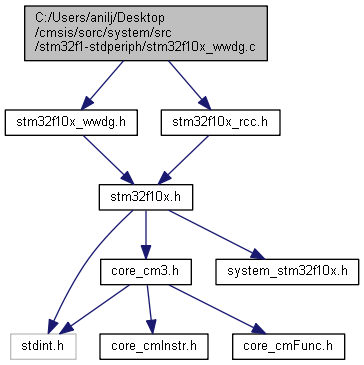 C:/Users/anilj/Desktop
/cmsis/sorc/system/src
/stm32f1-stdperiph/stm32f10x_wwdg.c
stm32f10x_wwdg.h
stm32f10x_rcc.h
stm32f10x.h
core_cm3.h
system_stm32f10x.h
stdint.h
core_cmInstr.h
core_cmFunc.h